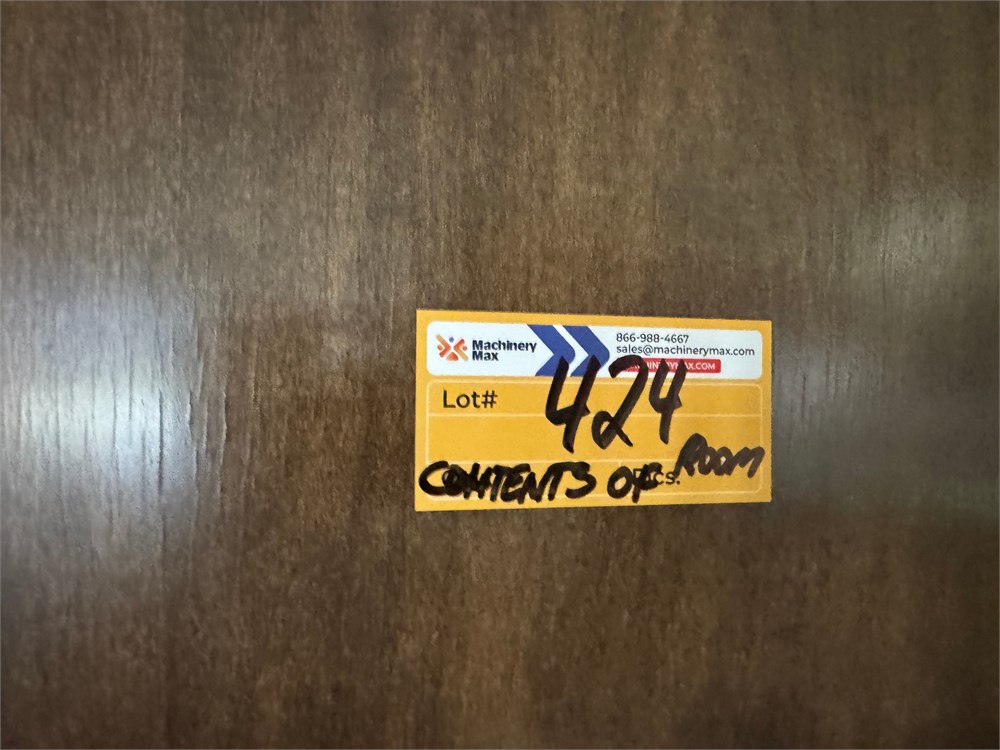 Machinery
Max
866-988-4667
sales@machinerymax.com
Lot# 424
CONTENTS OF ROOM
Pcs.